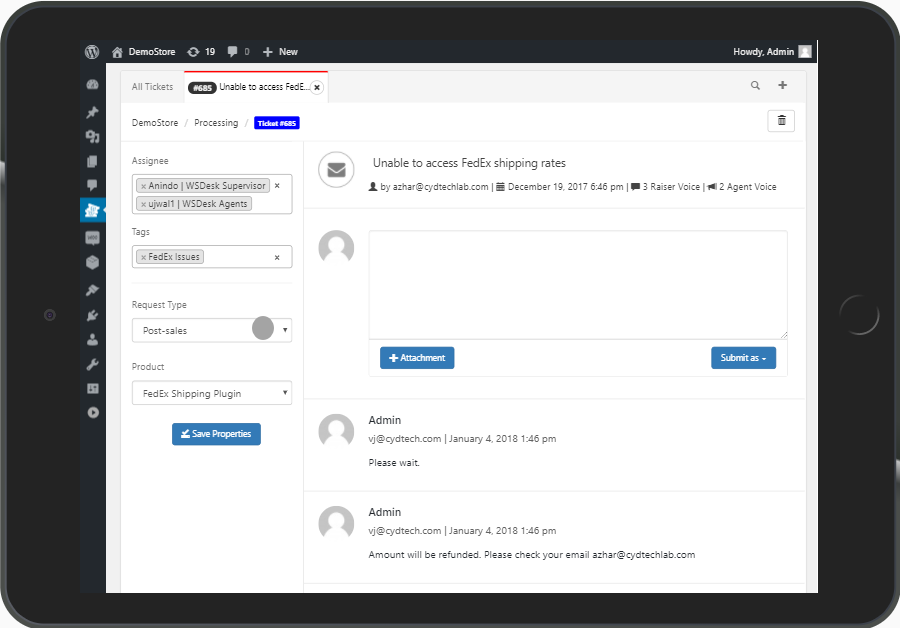 DemoStore 19 0 New Howdy, Admin
All Tickets #685 Unable to access FedE... ×
DemoStore / Processing / Ticket #685
Assignee
× Anindo | WSDesk Supervisor ×
× ujwal1 | WSDesk Agents
Tags
× FedEx Issues ×
Request Type
Post-sales
Product
FedEx Shipping Plugin
Save Properties
Unable to access FedEx shipping rates
by azhar@cydtechlab.com | December 19, 2017 6:46 pm | 3 Raiser Voice | 2 Agent Voice
Attachment Submit as
Admin
vj@cydtech.com | January 4, 2018 1:46 pm
Please wait.
Admin
vj@cydtech.com | January 4, 2018 1:46 pm
Amount will be refunded. Please check your email azhar@cydtechlab.com